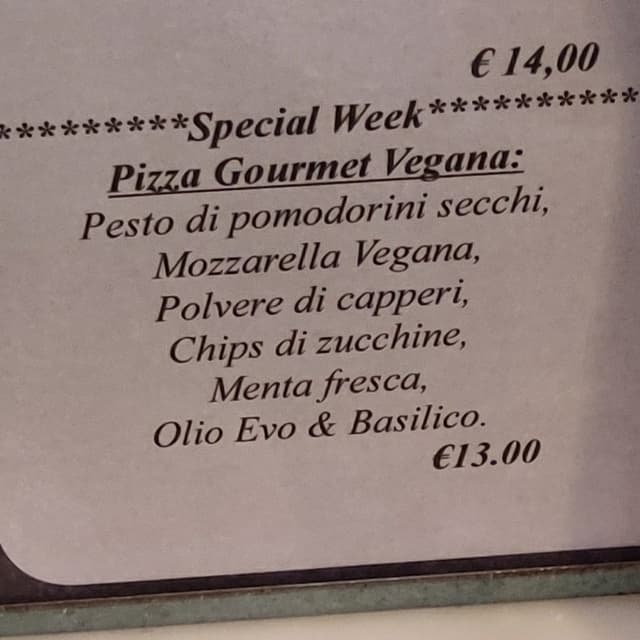 € 14,00
*********Special Week**********
Pizza Gourmet Vegana:
Pesto di pomodorini secchi,
Mozzarella Vegana,
Polvere di capperi,
Chips di zucchine,
Menta fresca,
Olio Evo & Basilico.
€13.00